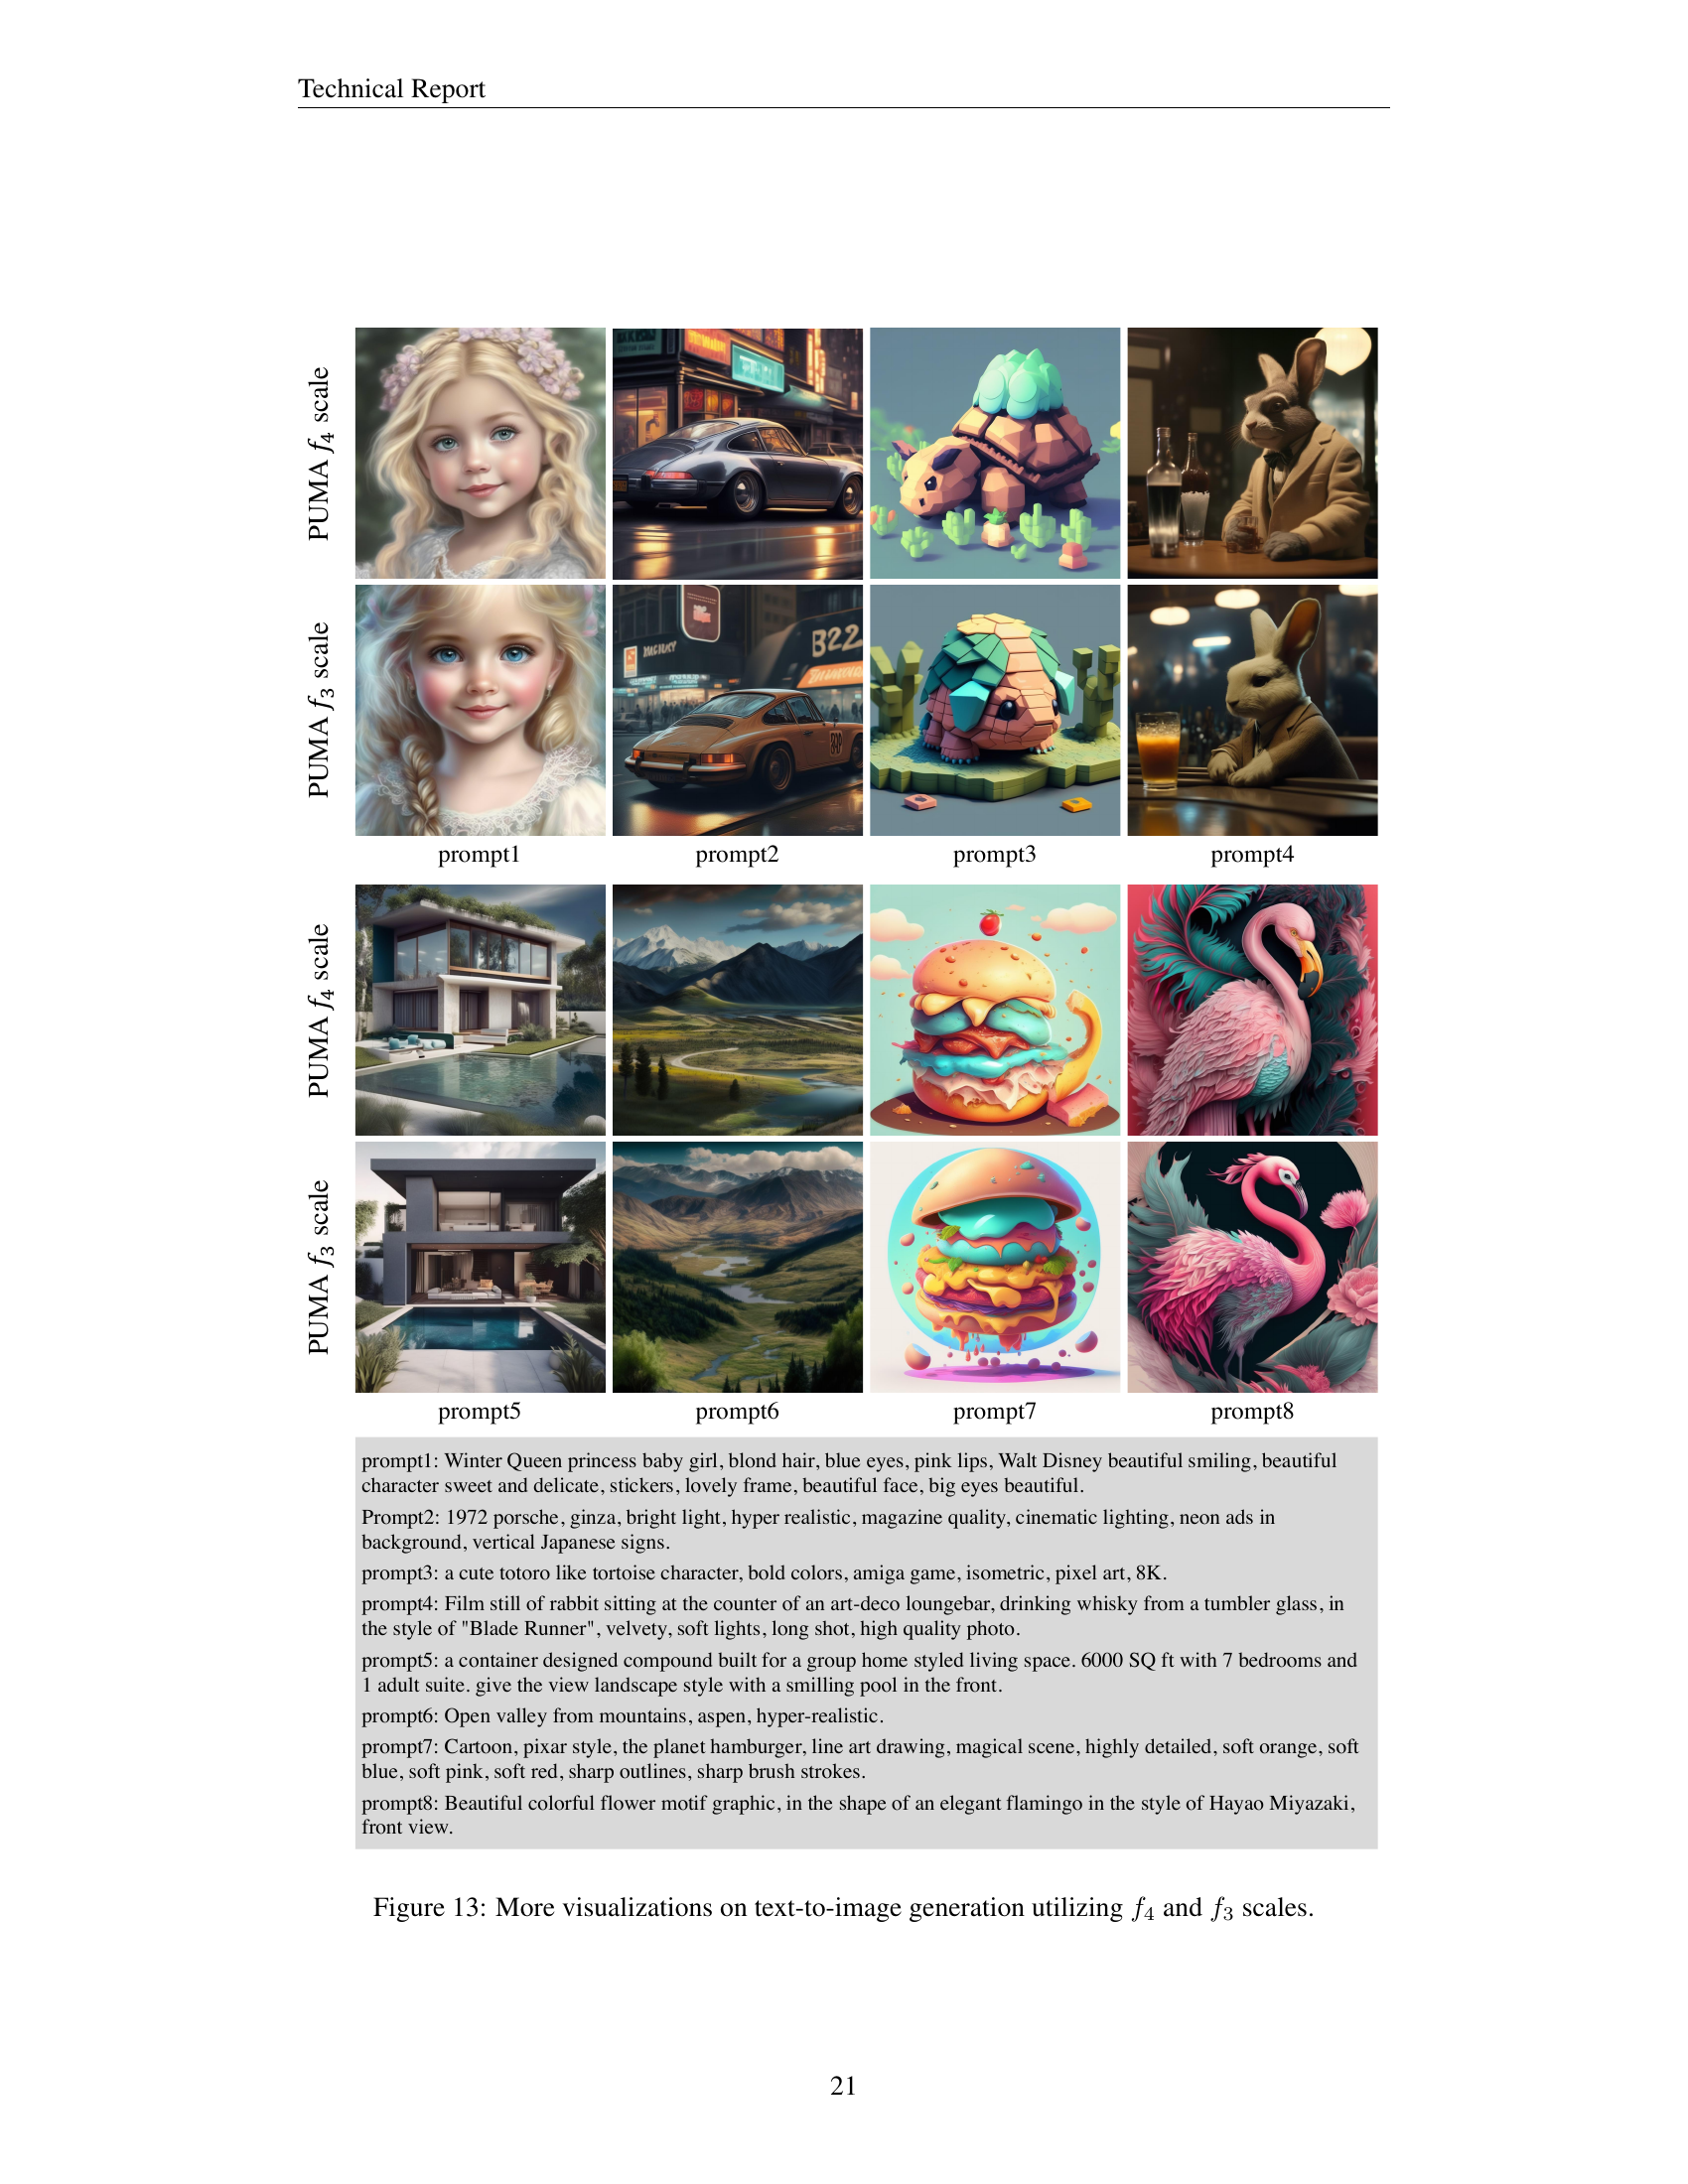 Technical Report
PUMA f4 scale
PUMA f3 scale
B22
prompt1 prompt2 prompt3 prompt4
PUMA f4 scale
PUMA f3 scale
prompt5 prompt6 prompt7 prompt8
prompt1: Winter Queen princess baby girl, blond hair, blue eyes, pink lips, Walt Disney beautiful smiling, beautiful
character sweet and delicate, stickers, lovely frame, beautiful face, big eyes beautiful.
Prompt2: 1972 porsche, ginza, bright light, hyper realistic, magazine quality, cinematic lighting, neon ads in
background, vertical Japanese signs.
prompt3: a cute totoro like tortoise character, bold colors, amiga game, isometric, pixel art, 8K.
prompt4: Film still of rabbit sitting at the counter of an art-deco loungebar, drinking whisky from a tumbler glass, in
the style of "Blade Runner", velvety, soft lights, long shot, high quality photo.
prompt5: a container designed compound built for a group home styled living space. 6000 SQ ft with 7 bedrooms and
1 adult suite. give the view landscape style with a smilling pool in the front.
prompt6: Open valley from mountains, aspen, hyper-realistic.
prompt7: Cartoon, pixar style, the planet hamburger, line art drawing, magical scene, highly detailed, soft orange, soft
blue, soft pink, soft red, sharp outlines, sharp brush strokes.
prompt8: Beautiful colorful flower motif graphic, in the shape of an elegant flamingo in the style of Hayao Miyazaki,
front view.
Figure 13: More visualizations on text-to-image generation utilizing f4 and f3 scales.
21